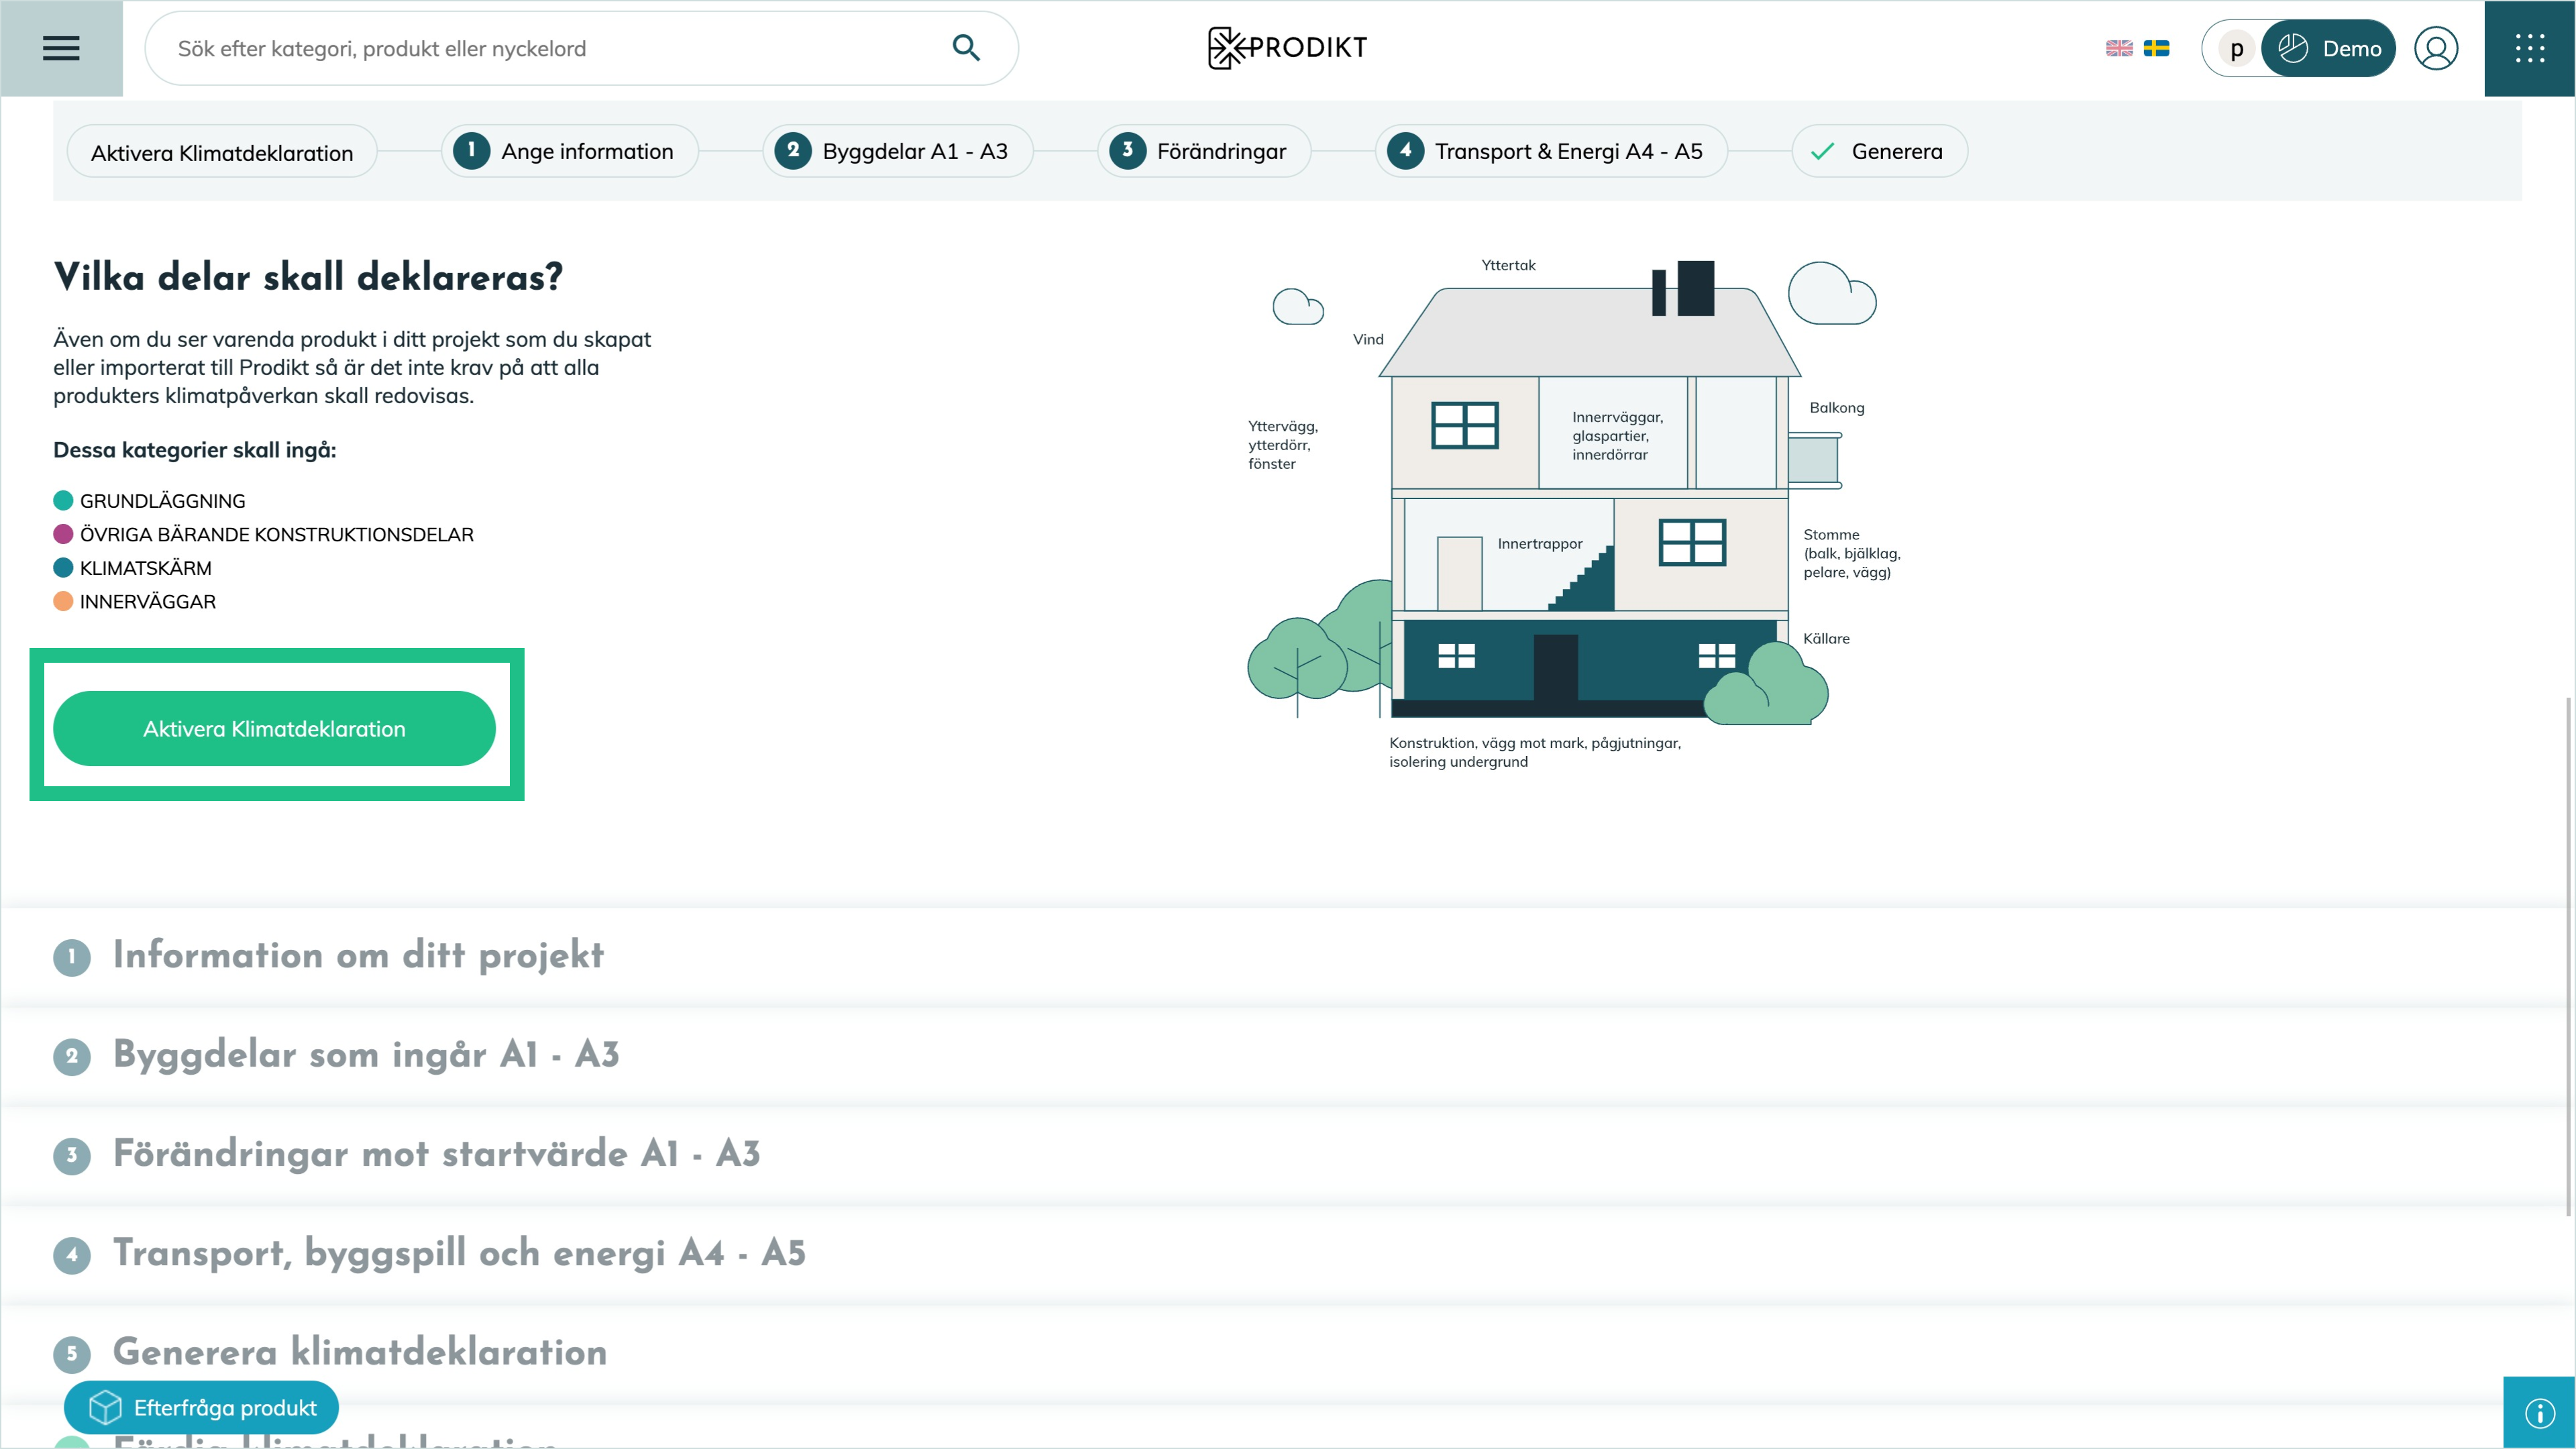 Sök efter kategori, produkt eller nyckelord
PRODIKT
p
Demo
Aktivera Klimatdeklaration
1 Ange information
2 Byggdelar A1 - A3
3 Förändringar
4 Transport & Energi A4 - A5
Generera
Vilka delar skall deklareras?
Även om du ser varenda produkt i ditt projekt som du skapat
eller importerat till Prodikt så är det inte krav på att alla
produkters klimatpåverkan skall redovisas.
Dessa kategorier skall ingå:
GRUNDLÄGGNING
ÖVRIGA BÄRANDE KONSTRUKTIONSDELAR
KLIMATSKÄRM
INNERVÄGGAR
Aktivera Klimatdeklaration
Yttertak
Vind
Balkong
Innerrväggar,
glaspartier,
innerdörrar
Yttervägg,
ytterdörr,
fönster
Innertrappor
Stomme
(balk, bjälklag,
pelare, vägg)
Källare
Konstruktion, vägg mot mark, pågjutningar,
isolering undergrund
1 Information om ditt projekt
2 Byggdelar som ingår A1 - A3
3 Förändringar mot startvärde A1 - A3
4 Transport, byggspill och energi A4 - A5
5 Generera klimatdeklaration
Efterfråga produkt
Färdig klimatdeklaration